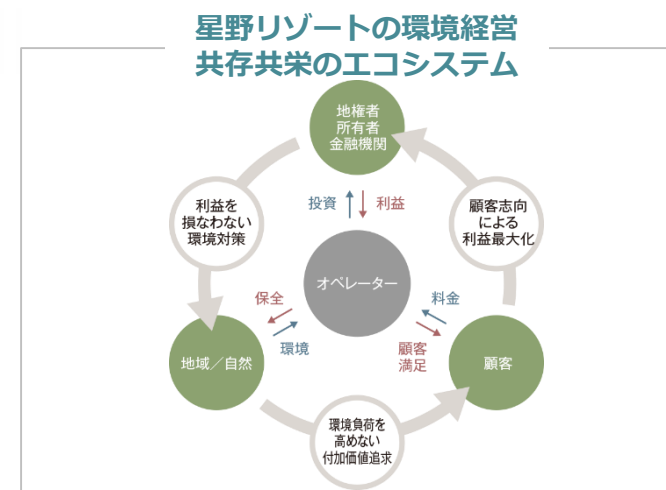 星野リゾートの環境経営
共存共栄のエコシステム
地権者
所有者
金融機関
利益を
損なわない
環境対策
投資
利益
顧客志向
による
利益最大化
オペレーター
保全
環境
料金
顧客
満足
地域／自然
顧客
環境負荷を
高めない
付加価値追求